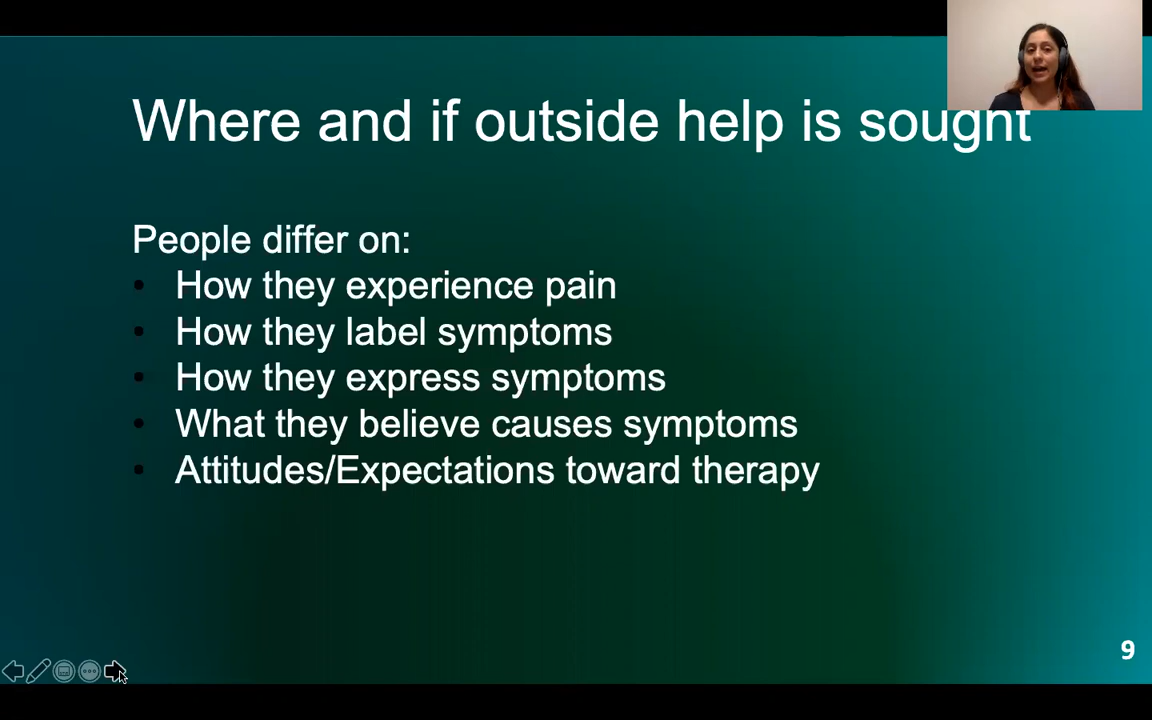 Where and if outside help is sought
People differ on:
• How they experience pain
• How they label symptoms
• How they express symptoms
• What they believe causes symptoms
• Attitudes/Expectations toward therapy
9